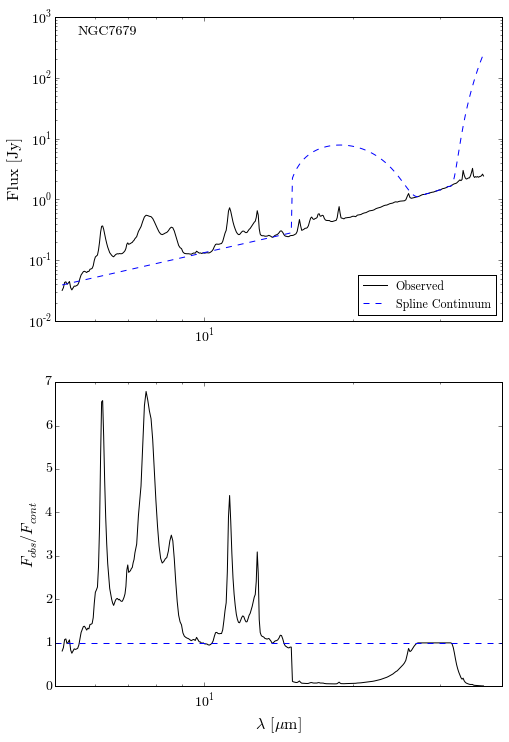 NGC7679
10^3
10^2
10^1
10^0
10^-1
10^-2
Flux [Jy]
Observed
Spline Continuum
10^1
7
6
5
4
3
2
1
0
F_obs/F_cont
10^1
λ [μm]